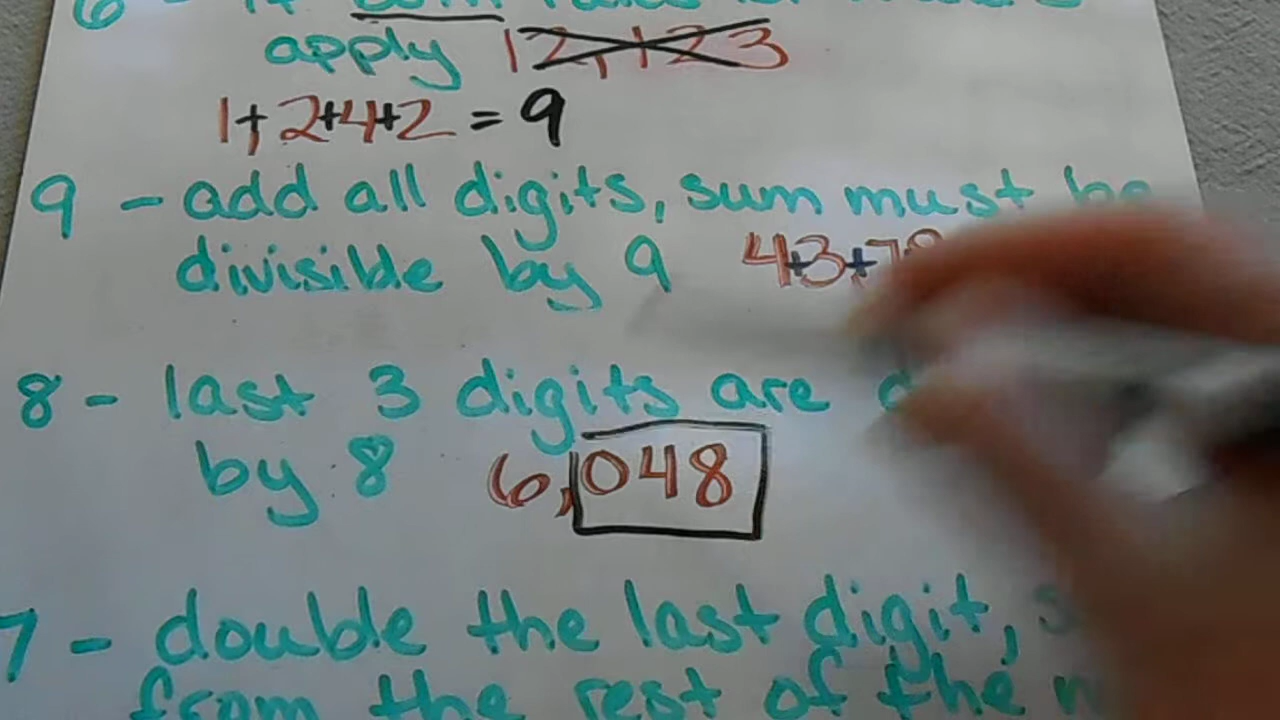 6 -
apply 12,123
1+2+4+2 = 9
9 - add all digits, sum must be
divisible by 9 4+3,+78
8 - last 3 digits are
by 8 6,048
7 - double the last digit,
from the rest of the